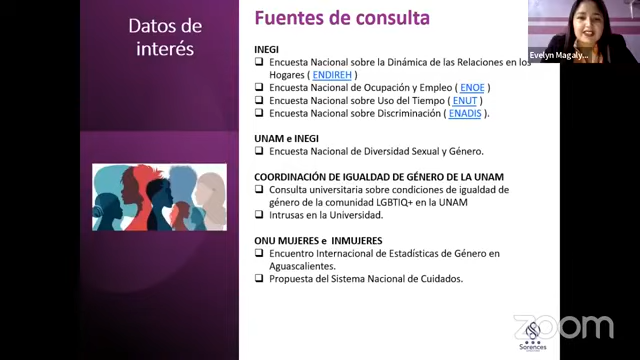 Datos de
interés
Fuentes de consulta
INEGI
Encuesta Nacional sobre la Dinámica de las Relaciones en los
Hogares ( ENDIREH )
Encuesta Nacional de Ocupación y Empleo ( ENOE )
Encuesta Nacional sobre Uso del Tiempo ( ENUT )
Encuesta Nacional sobre Discriminación ( ENADIS ).
UNAM e INEGI
Encuesta Nacional de Diversidad Sexual y Género.
COORDINACIÓN DE IGUALDAD DE GÉNERO DE LA UNAM
Consulta universitaria sobre condiciones de igualdad de
género de la comunidad LGBTIQ+ en la UNAM
Intrusas en la Universidad.
ONU MUJERES e INMUJERES
Encuentro Internacional de Estadísticas de Género en
Aguascalientes.
Propuesta del Sistema Nacional de Cuidados.
Evelyn Magaly...
zoom
Sorences